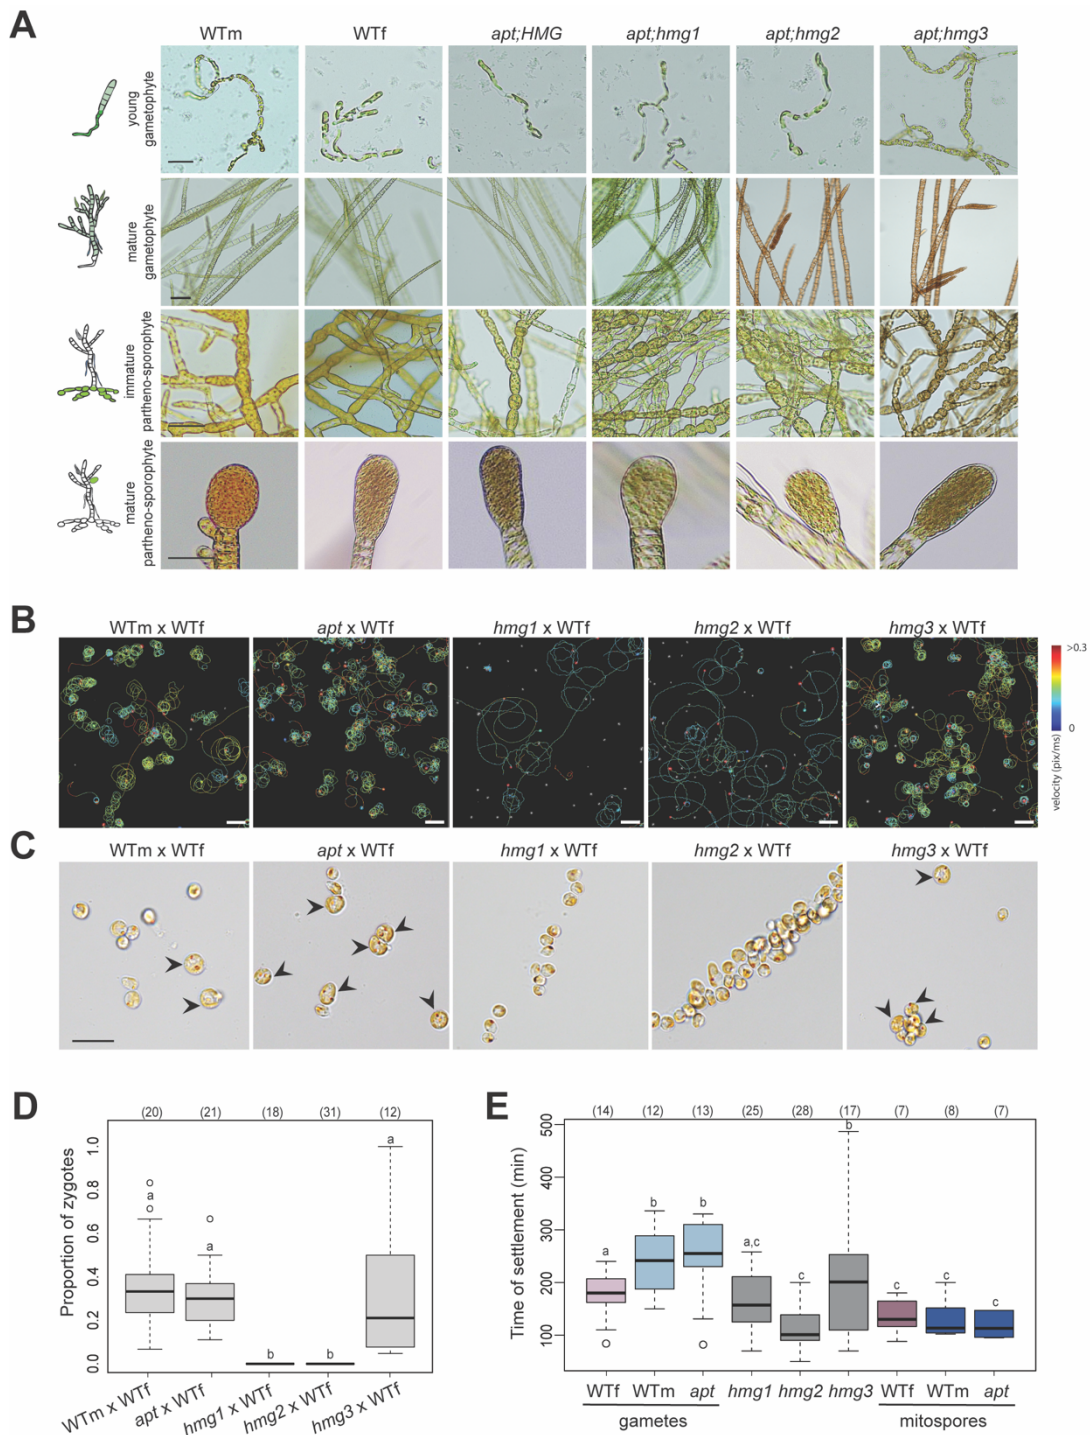 A
WTm WTf apt;HMG apt;hmg1 apt;hmg2 apt;hmg3
young
gametophyte
mature
gametophyte
immature
partheno-sporophyte
mature
partheno-sporophyte
B
WTm x WTf apt x WTf hmg1 x WTf hmg2 x WTf hmg3 x WTf
>0.3
0
velocity (pix/ms)
C
WTm x WTf apt x WTf hmg1 x WTf hmg2 x WTf hmg3 x WTf
D
(20) (21) (18) (31) (12)
Proportion of zygotes
1.0
0.8
0.6
0.4
0.2
0.0
a a b b a
WTm x WTf apt x WTf hmg1 x WTf hmg2 x WTf hmg3 x WTf
E
(14) (12) (13) (25) (28) (17) (7) (8) (7)
Time of settlement (min)
500
400
300
200
100
a b b a,c c b c c c
WTf WTm apt hmg1 hmg2 hmg3 WTf WTm apt
gametes mitospores